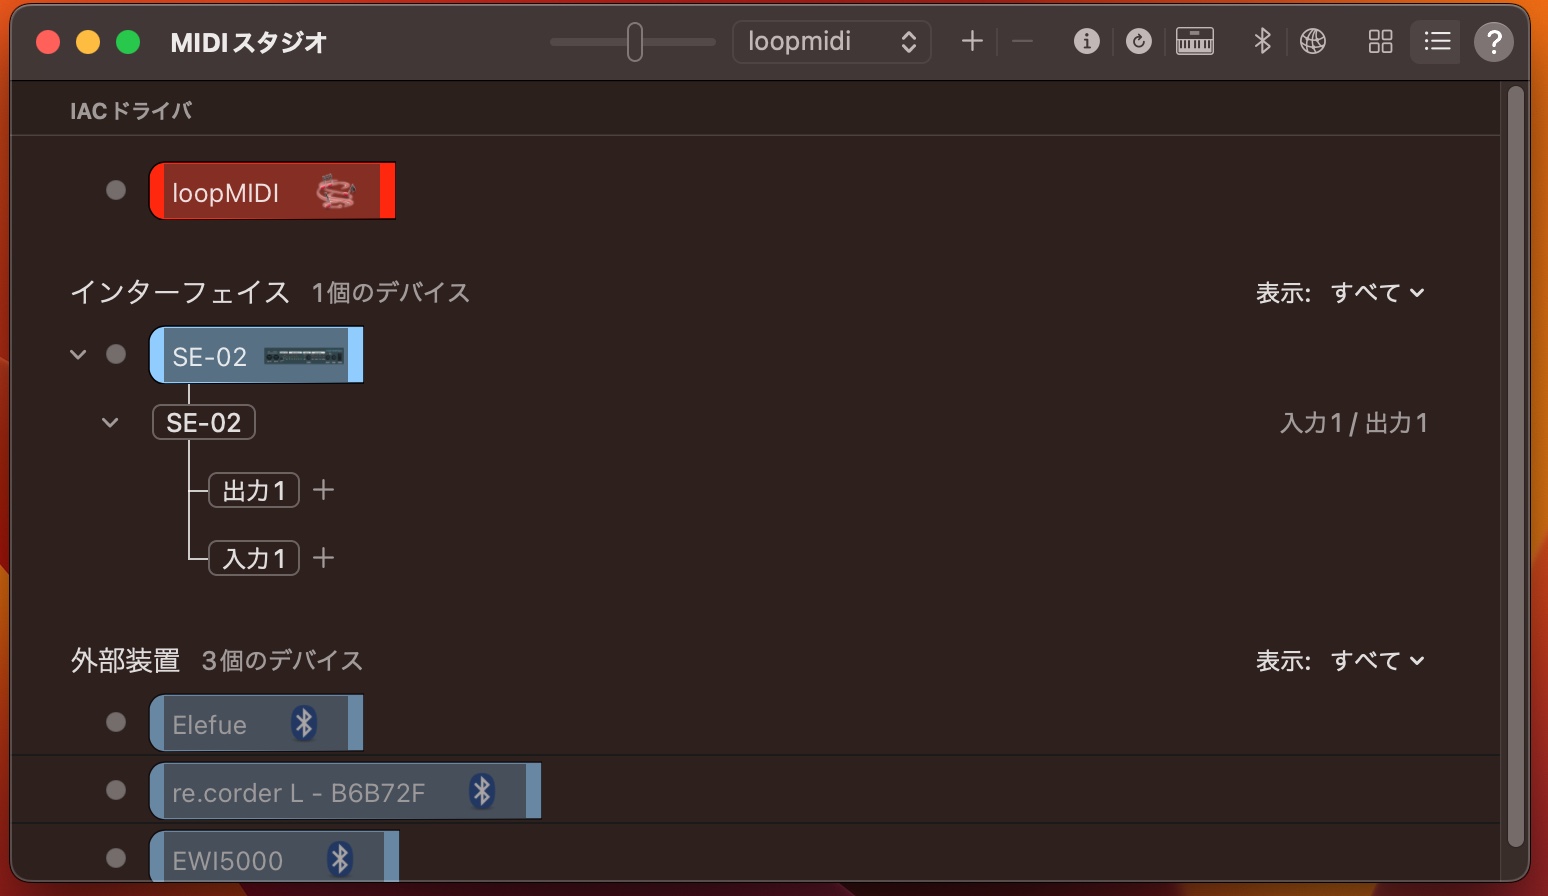 MIDIスタジオ loopmidi
IACドライバ
loopMIDI
インターフェイス 1個のデバイス 表示: すべて
SE-02
SE-02 入力1 / 出力1
出力1
入力1
外部装置 3個のデバイス 表示: すべて
Elefue
re.corder L - B6B72F
EWI5000